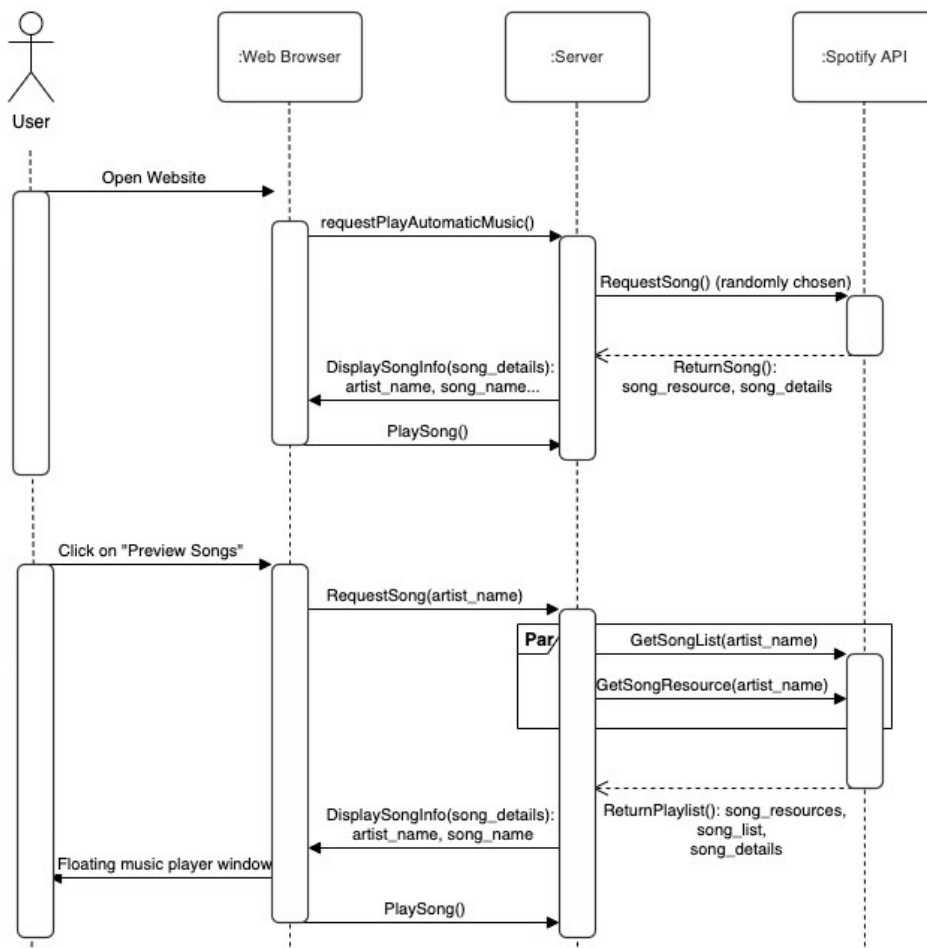 :Web Browser
:Server
:Spotify API
User
Open Website
requestPlayAutomaticMusic()
RequestSong() (randomly chosen)
DisplaySongInfo(song_details):
artist_name, song_name...
ReturnSong():
song_resource, song_details
PlaySong()
Click on "Preview Songs"
RequestSong(artist_name)
Par
GetSongList(artist_name)
GetSongResource(artist_name)
DisplaySongInfo(song_details):
artist_name, song_name
ReturnPlaylist(): song_resources,
song_list,
song_details
Floating music player window
PlaySong()